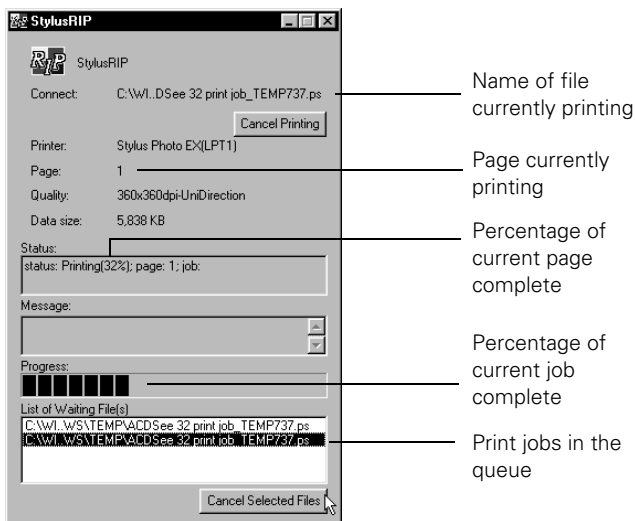 StylusRIP
RIP StylusRIP
Connect: C:\WI..DSee 32 print job_TEMP737.ps
Cancel Printing
Printer: Stylus Photo EX(LPT1)
Page: 1
Quality: 360x360dpi-UniDirection
Data size: 5,838 KB
Status:
status: Printing(32%); page: 1; job:
Message:
Progress:
List of Waiting File(s)
C:\WI..WS\TEMP\ACDSee 32 print job_TEMP737.ps
C:\WI..WS\TEMP\ACDSee 32 print job_TEMP737.ps
Cancel Selected Files
Name of file
currently printing
Page currently
printing
Percentage of
current page
complete
Percentage of
current job
complete
Print jobs in the
queue